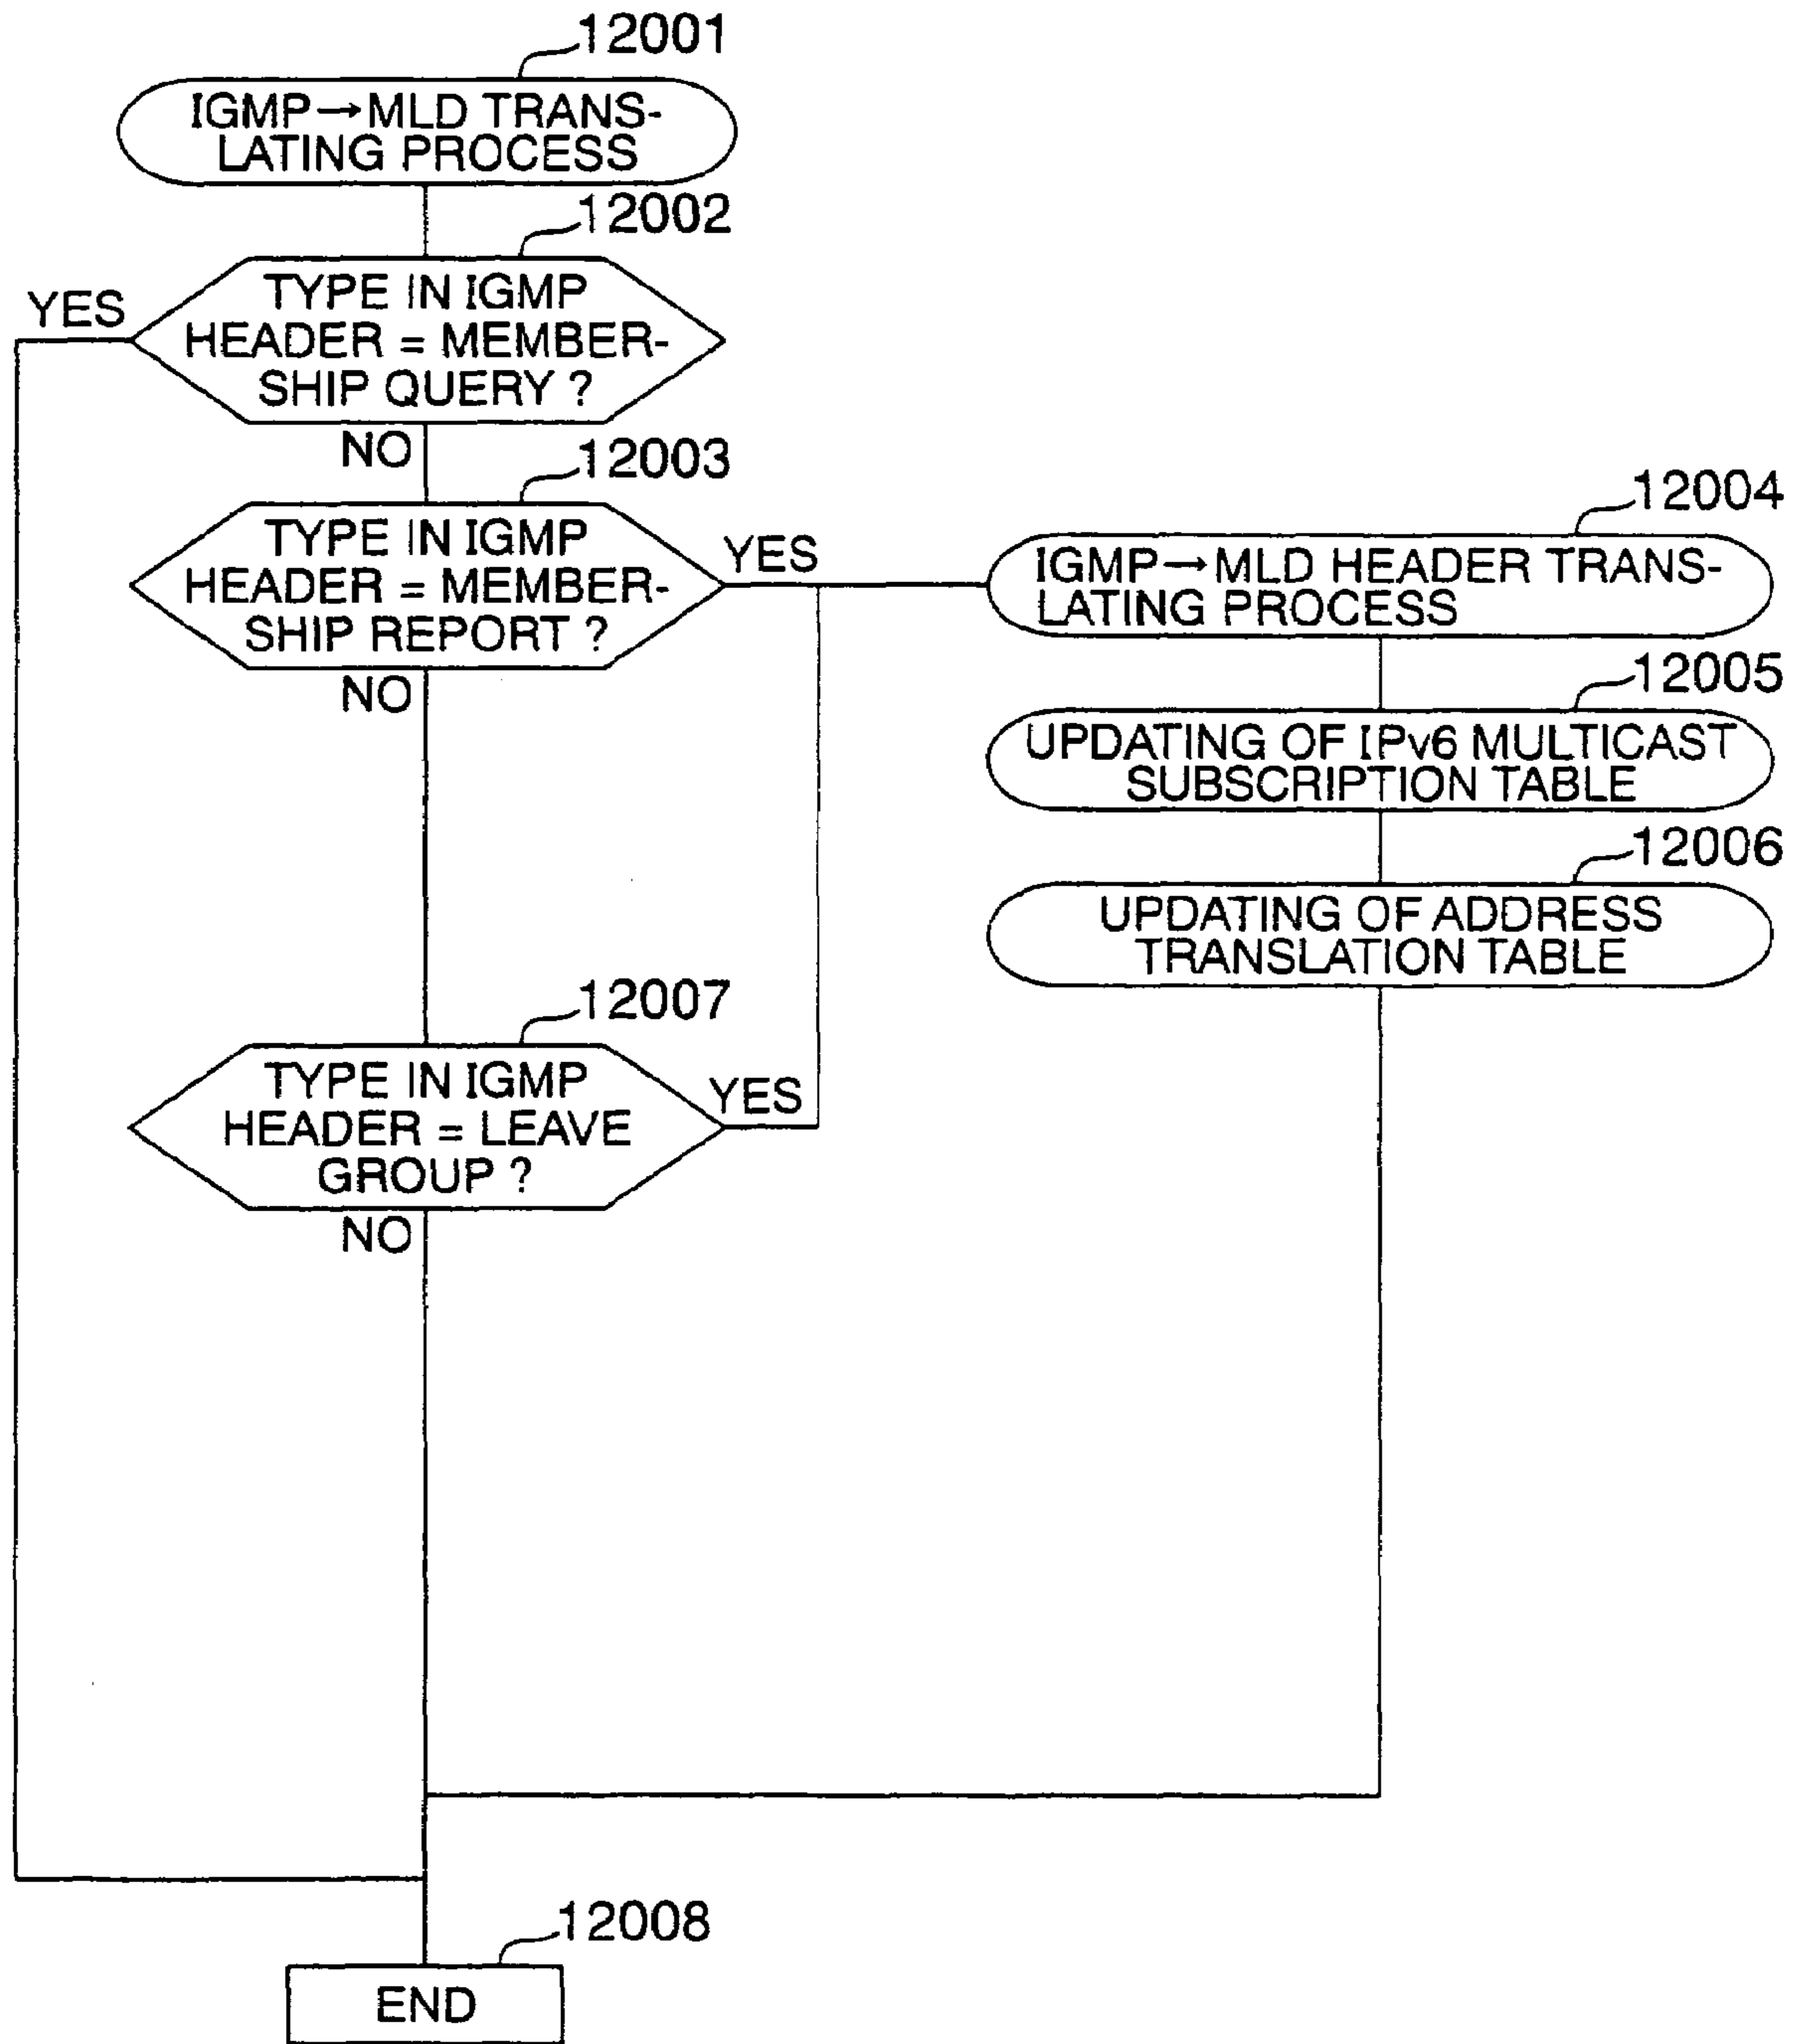 12001
IGMP→MLD TRANS-
LATING PROCESS
12002
YES
TYPE IN IGMP
HEADER = MEMBER-
SHIP QUERY ?
NO
12003
TYPE IN IGMP
HEADER = MEMBER-
SHIP REPORT ?
YES
NO
12004
IGMP→MLD HEADER TRANS-
LATING PROCESS
12005
UPDATING OF IPv6 MULTICAST
SUBSCRIPTION TABLE
12006
UPDATING OF ADDRESS
TRANSLATION TABLE
12007
TYPE IN IGMP
HEADER = LEAVE
GROUP ?
YES
NO
12008
END